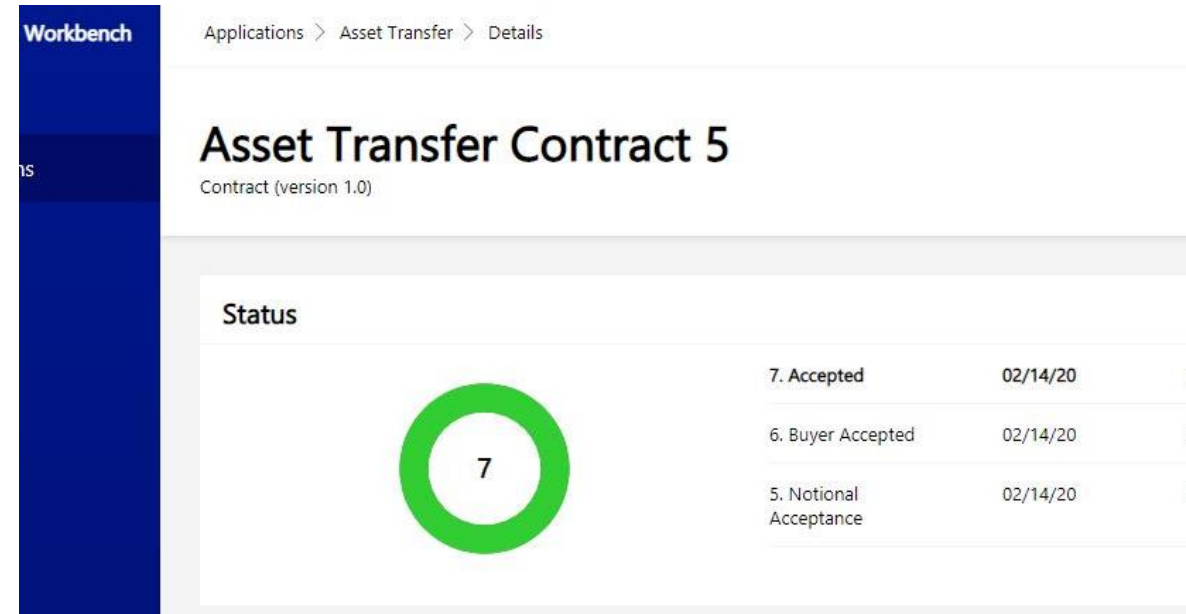 Workbench
Applications > Asset Transfer > Details
Asset Transfer Contract 5
Contract (version 1.0)
ns
Status
7
7. Accepted 02/14/20
6. Buyer Accepted 02/14/20
5. Notional 02/14/20
Acceptance